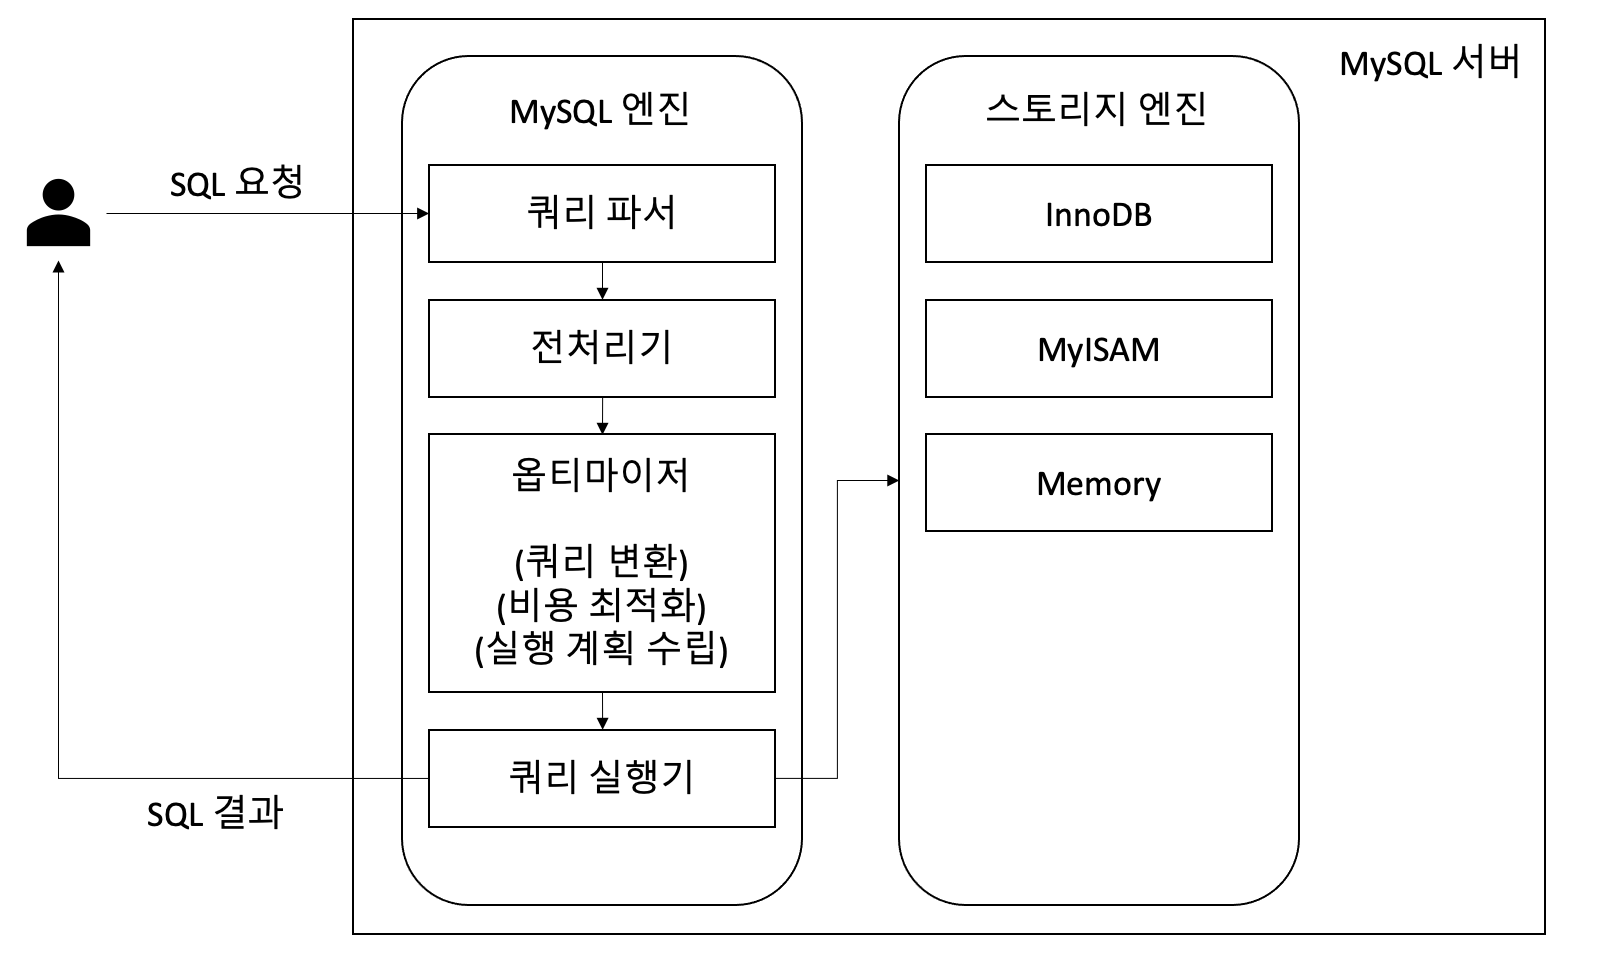 MySQL 서버
MySQL 엔진
스토리지 엔진
SQL 요청
쿼리 파서
InnoDB
전처리기
MyISAM
옵티마이저
(쿼리 변환)
(비용 최적화)
(실행 계획 수립)
Memory
쿼리 실행기
SQL 결과